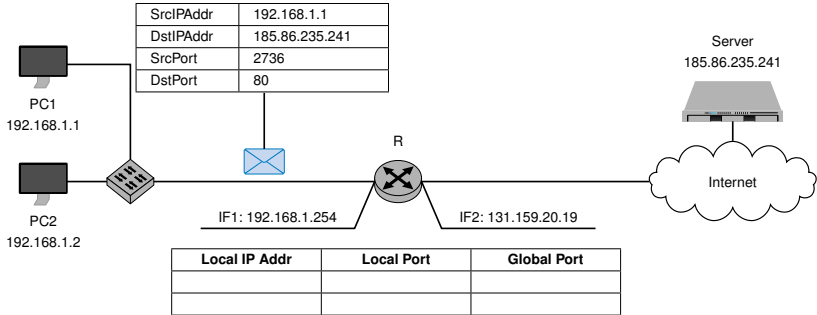 SrcIPAddr 192.168.1.1
DstIPAddr 185.86.235.241
SrcPort 2736
DstPort 80
Server
185.86.235.241
PC1
192.168.1.1
R
Internet
PC2
192.168.1.2
IF1: 192.168.1.254
IF2: 131.159.20.19
Local IP Addr Local Port Global Port